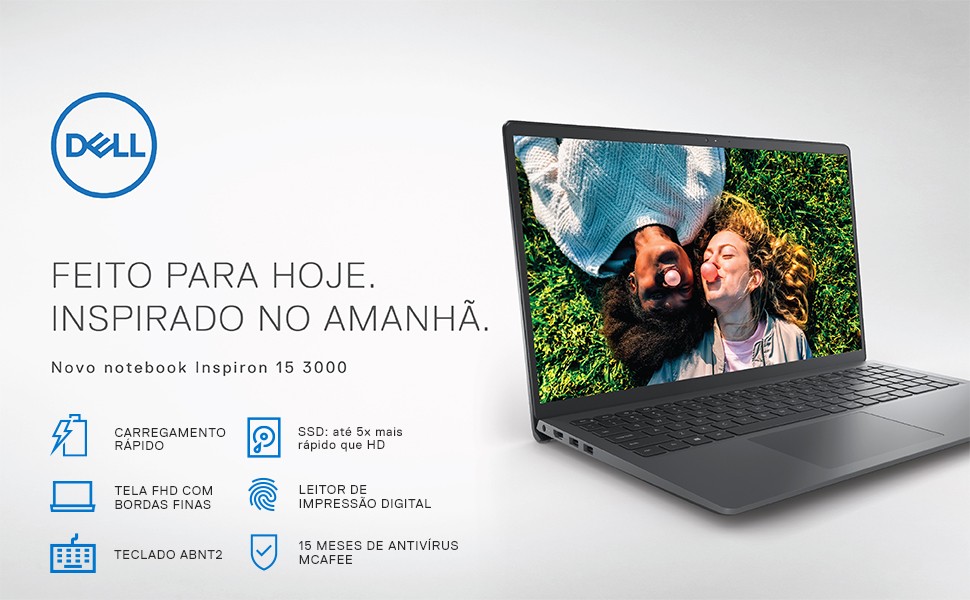 DELL
FEITO PARA HOJE.
INSPIRADO NO AMANHÃ.
Novo notebook Inspiron 15 3000
CARREGAMENTO
RÁPIDO
SSD: até 5x mais
rápido que HD
TELA FHD COM
BORDAS FINAS
LEITOR DE
IMPRESSÃO DIGITAL
TECLADO ABNT2
15 MESES DE ANTIVÍRUS
MCAFEE